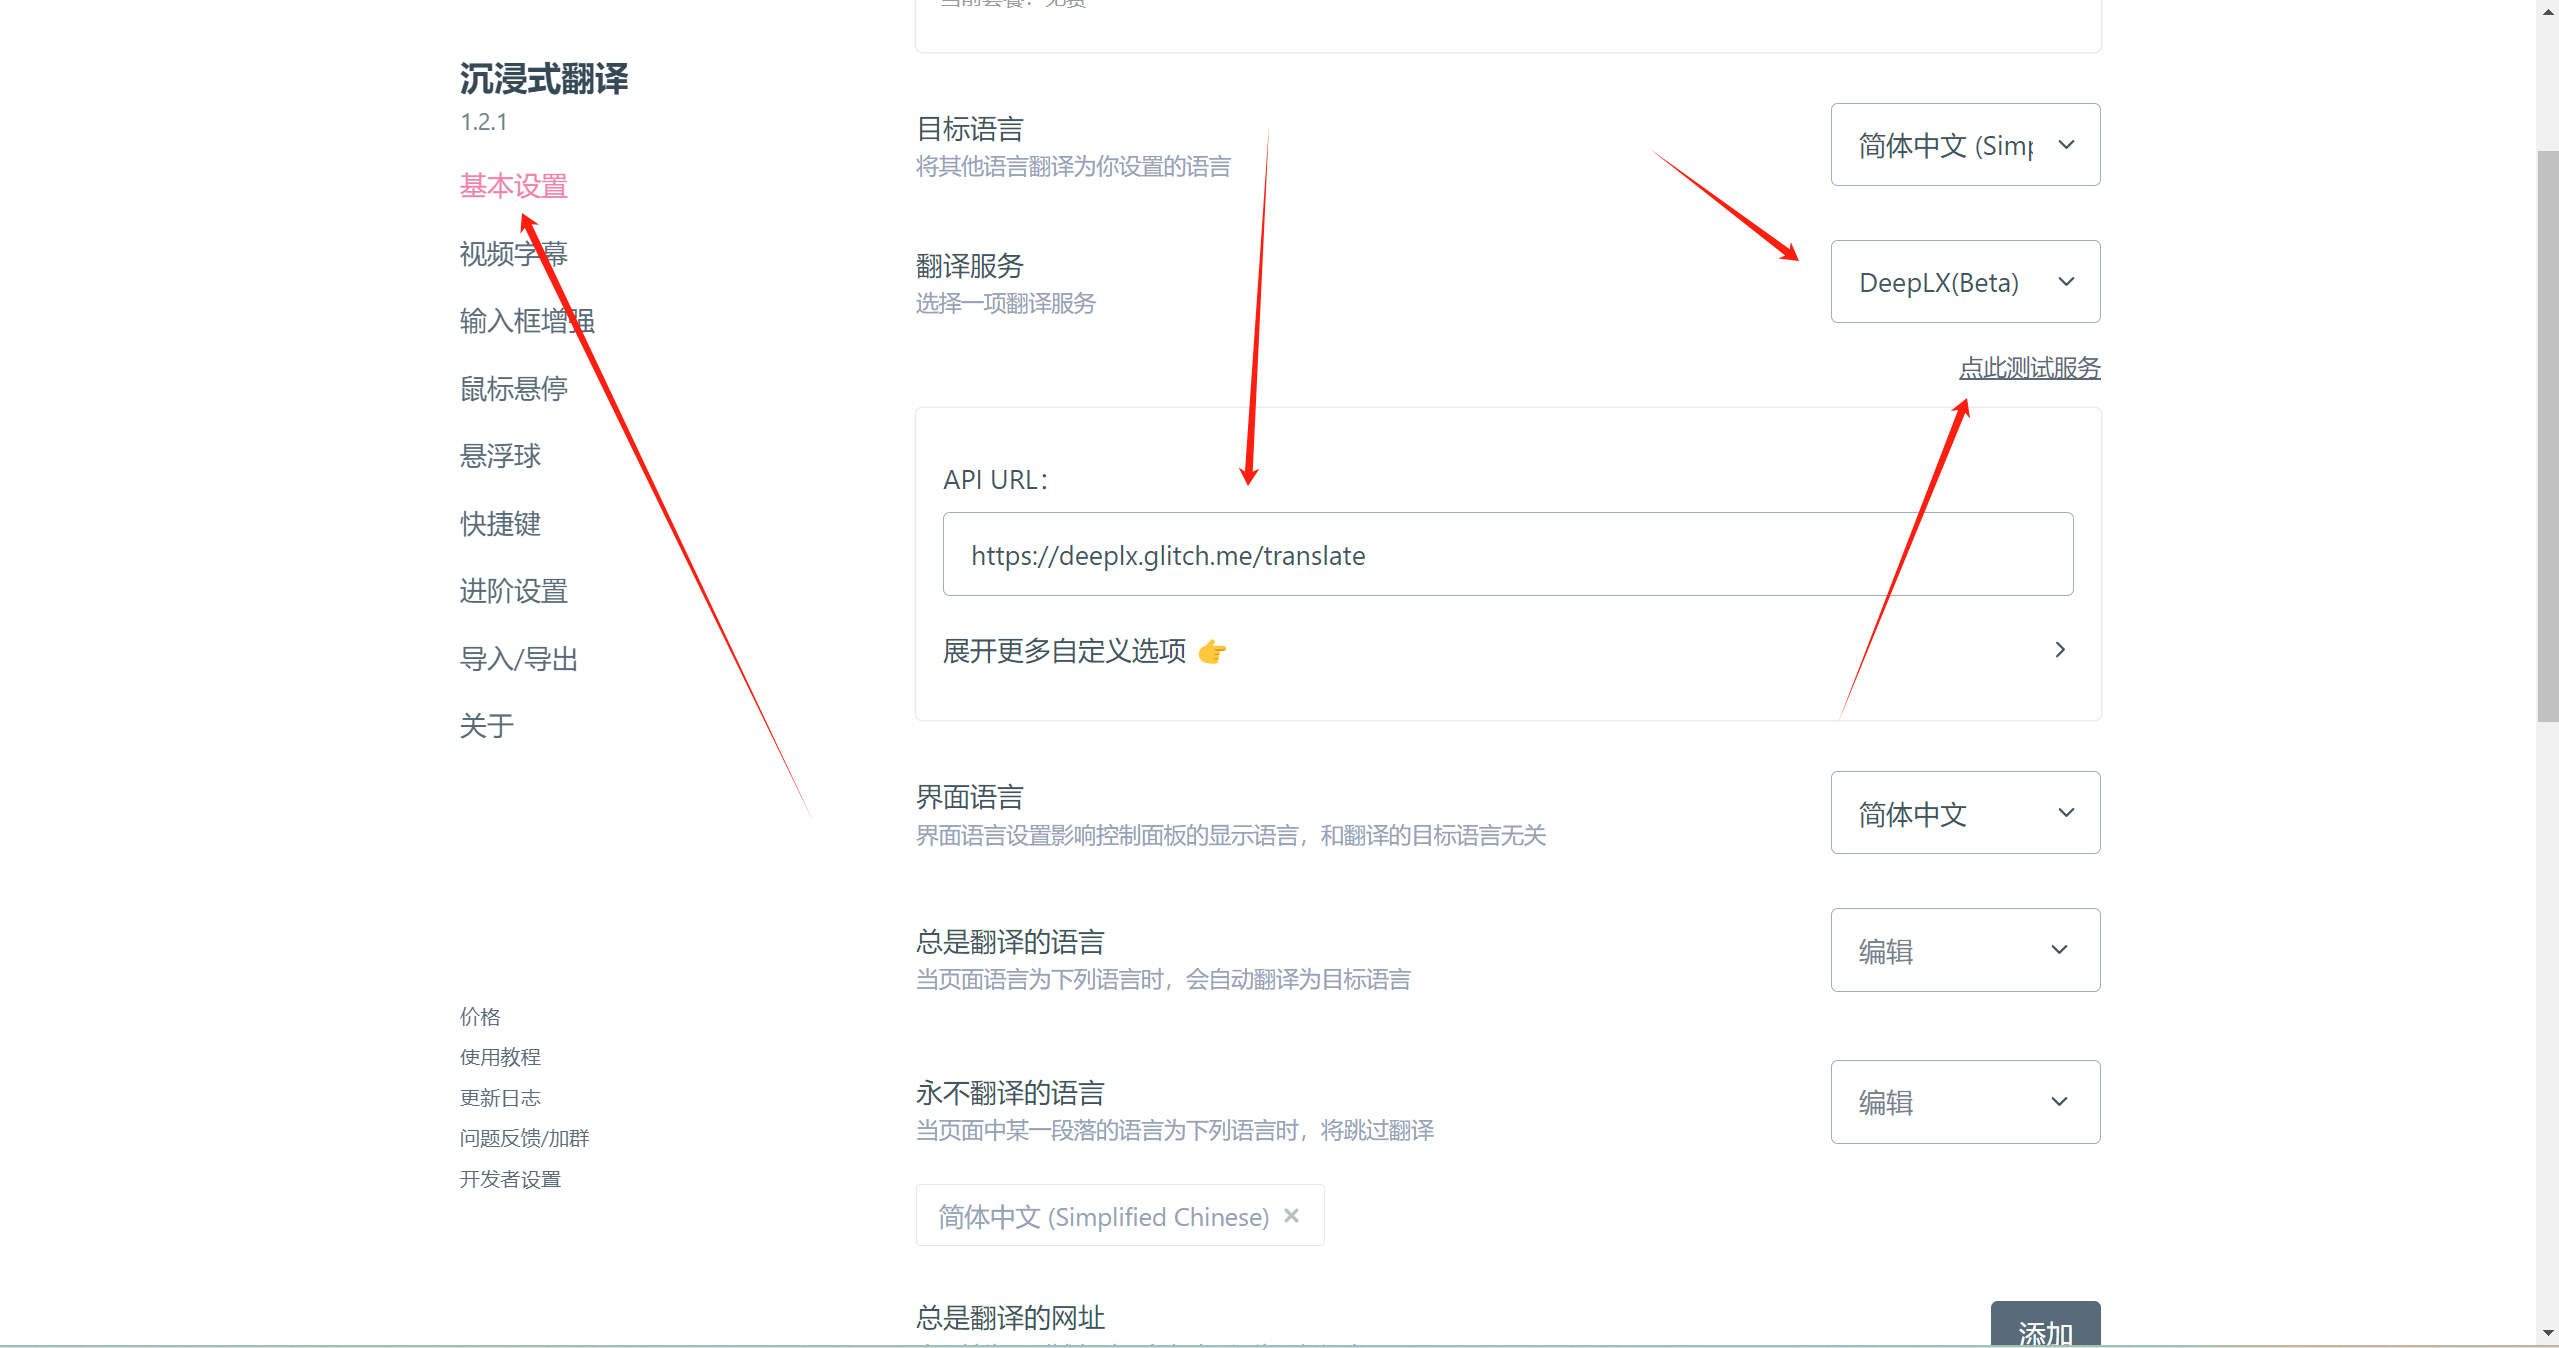 沉浸式翻译
1.2.1
基本设置
视频字幕
输入框增强
鼠标悬停
悬浮球
快捷键
进阶设置
导入/导出
关于
价格
使用教程
更新日志
问题反馈/加群
开发者设置
当前套餐：免费
目标语言
将其他语言翻译为你设置的语言
简体中文 (Simp
翻译服务
选择一项翻译服务
DeepLX(Beta)
点此测试服务
API URL：
https://deeplx.glitch.me/translate
展开更多自定义选项 👉
界面语言
界面语言设置影响控制面板的显示语言，和翻译的目标语言无关
简体中文
总是翻译的语言
当页面语言为下列语言时，会自动翻译为目标语言
编辑
永不翻译的语言
当页面中某一段落的语言为下列语言时，将跳过翻译
编辑
简体中文 (Simplified Chinese) ×
总是翻译的网址
添加